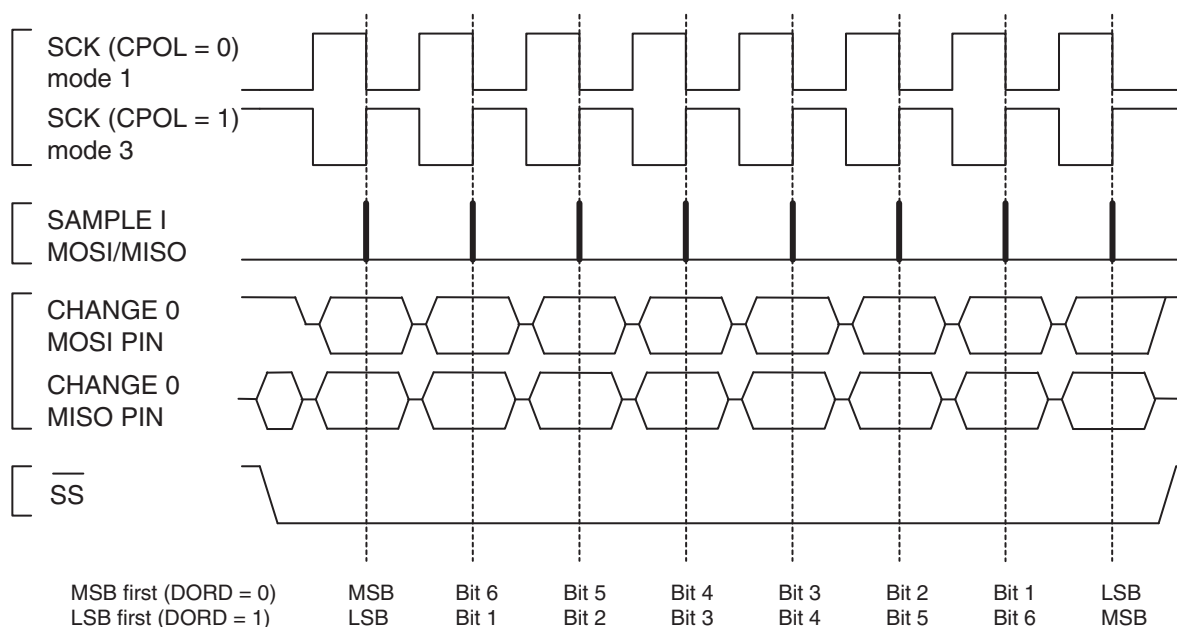 SCK (CPOL = 0)
mode 1
SCK (CPOL = 1)
mode 3
SAMPLE I
MOSI/MISO
CHANGE 0
MOSI PIN
CHANGE 0
MISO PIN
SS
MSB first (DORD = 0) MSB Bit 6 Bit 5 Bit 4 Bit 3 Bit 2 Bit 1 LSB
LSB first (DORD = 1) LSB Bit 1 Bit 2 Bit 3 Bit 4 Bit 5 Bit 6 MSB